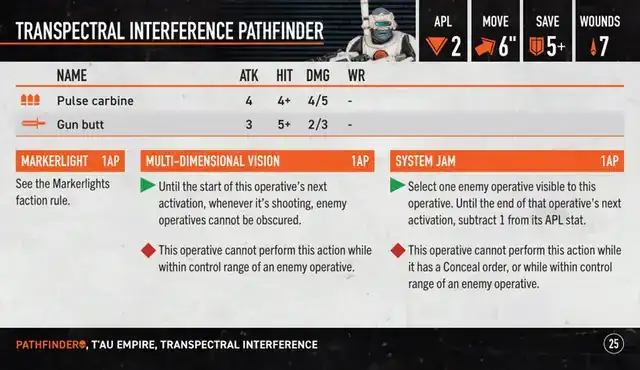 TRANSPECTRAL INTERFERENCE PATHFINDER
APL
2
MOVE
6"
SAVE
5+
WOUNDS
7
NAME ATK HIT DMG WR
Pulse carbine 4 4+ 4/5 -
Gun butt 3 5+ 2/3 -
MARKERLIGHT 1AP
See the Markerlights
faction rule.
MULTI-DIMENSIONAL VISION 1AP
Until the start of this operative's next
activation, whenever it's shooting, enemy
operatives cannot be obscured.
This operative cannot perform this action while
within control range of an enemy operative.
SYSTEM JAM 1AP
Select one enemy operative visible to this
operative. Until the end of that operative's next
activation, subtract 1 from its APL stat.
This operative cannot perform this action while
it has a Conceal order, or while within control
range of an enemy operative.
PATHFINDER, T'AU EMPIRE, TRANSPECTRAL INTERFERENCE
25